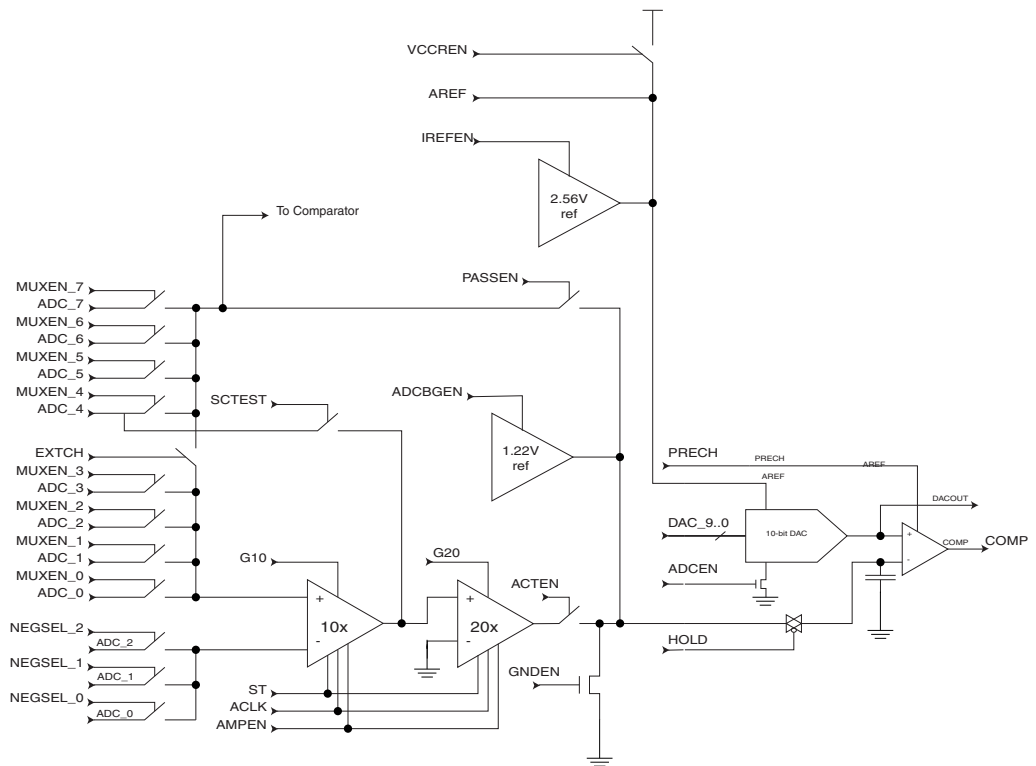 VCCREN
AREF
IREFEN
2.56V
ref
To Comparator
PASSEN
MUXEN_7
ADC_7
MUXEN_6
ADC_6
MUXEN_5
ADC_5
MUXEN_4
ADC_4
SCTEST
ADCBGEN
1.22V
ref
EXTCH
MUXEN_3
ADC_3
MUXEN_2
ADC_2
MUXEN_1
ADC_1
MUXEN_0
ADC_0
PRECH
PRECH
AREF
AREF
DACOUT
DAC_9..0
10-bit DAC
+
-
COMP
COMP
ADCEN
G10
+
-
10x
G20
+
-
20x
ACTEN
NEGSEL_2
ADC_2
NEGSEL_1
ADC_1
NEGSEL_0
ADC_0
HOLD
GNDEN
ST
ACLK
AMPEN